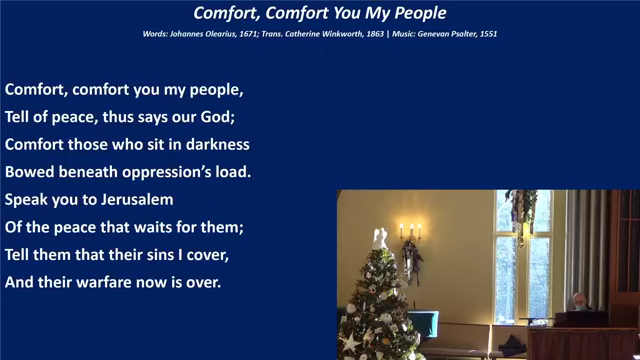 Comfort, Comfort You My People
Words: Johannes Olearius, 1671; Trans. Catherine Winkworth, 1863 | Music: Genevan Psalter, 1551
Comfort, comfort you my people,
Tell of peace, thus says our God;
Comfort those who sit in darkness
Bowed beneath oppression’s load.
Speak you to Jerusalem
Of the peace that waits for them;
Tell them that their sins I cover,
And their warfare now is over.